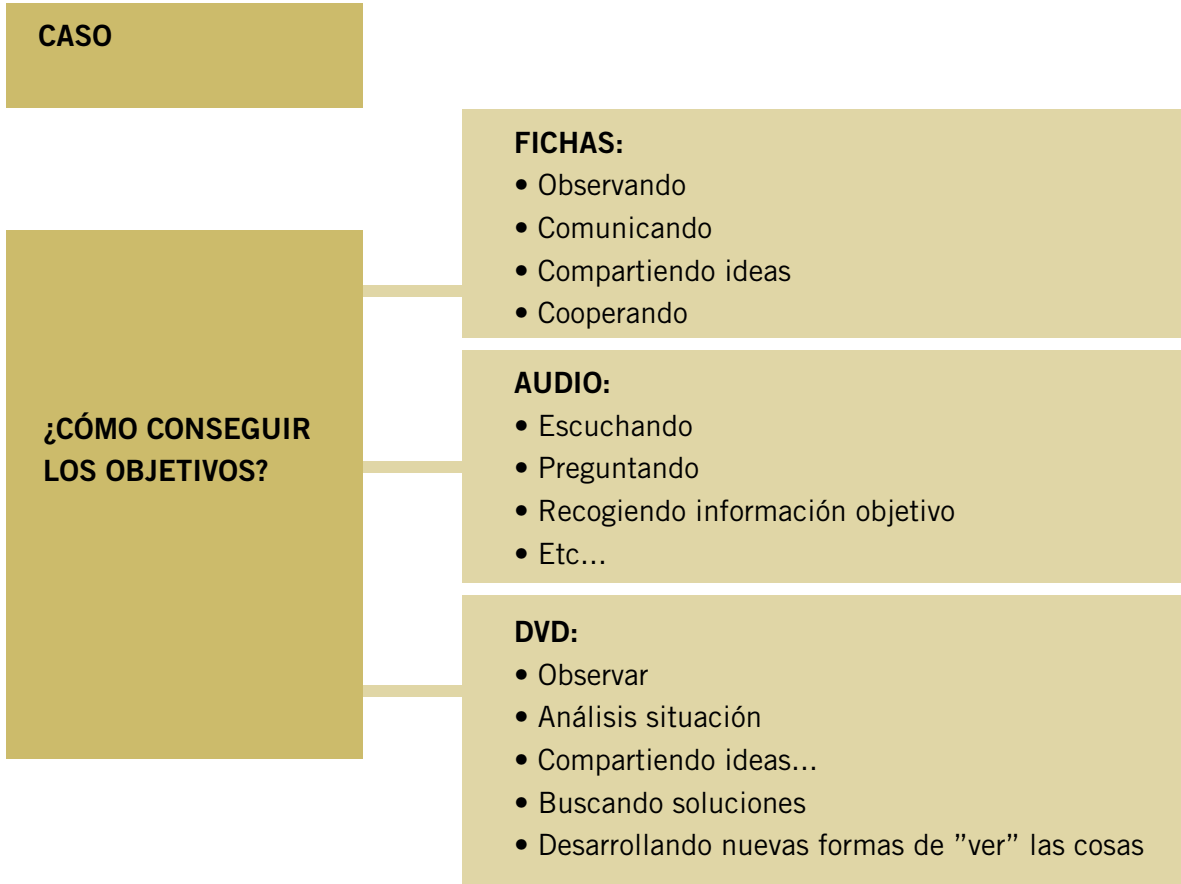 CASO
¿CÓMO CONSEGUIR
LOS OBJETIVOS?
FICHAS:
• Observando
• Comunicando
• Compartiendo ideas
• Cooperando
AUDIO:
• Escuchando
• Preguntando
• Recogiendo información objetivo
• Etc...
DVD:
• Observar
• Análisis situación
• Compartiendo ideas...
• Buscando soluciones
• Desarrollando nuevas formas de ”ver” las cosas